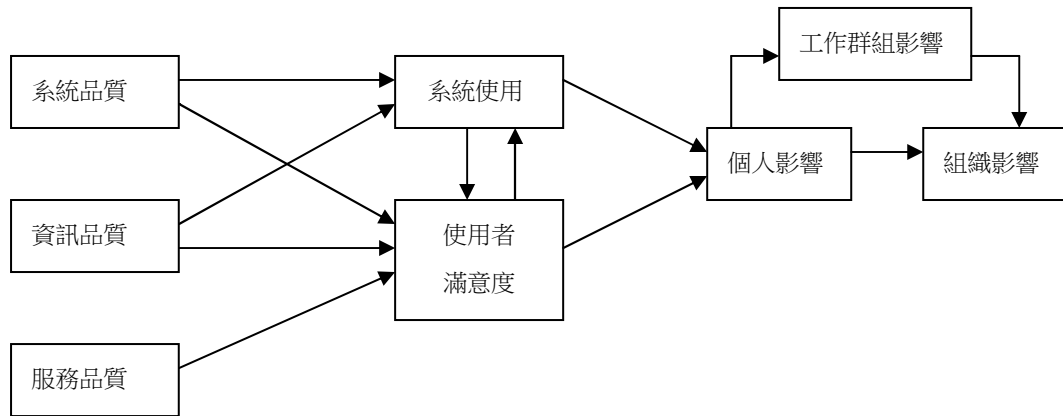 工作群組影響
系統品質
系統使用
個人影響
組織影響
資訊品質
使用者
滿意度
服務品質